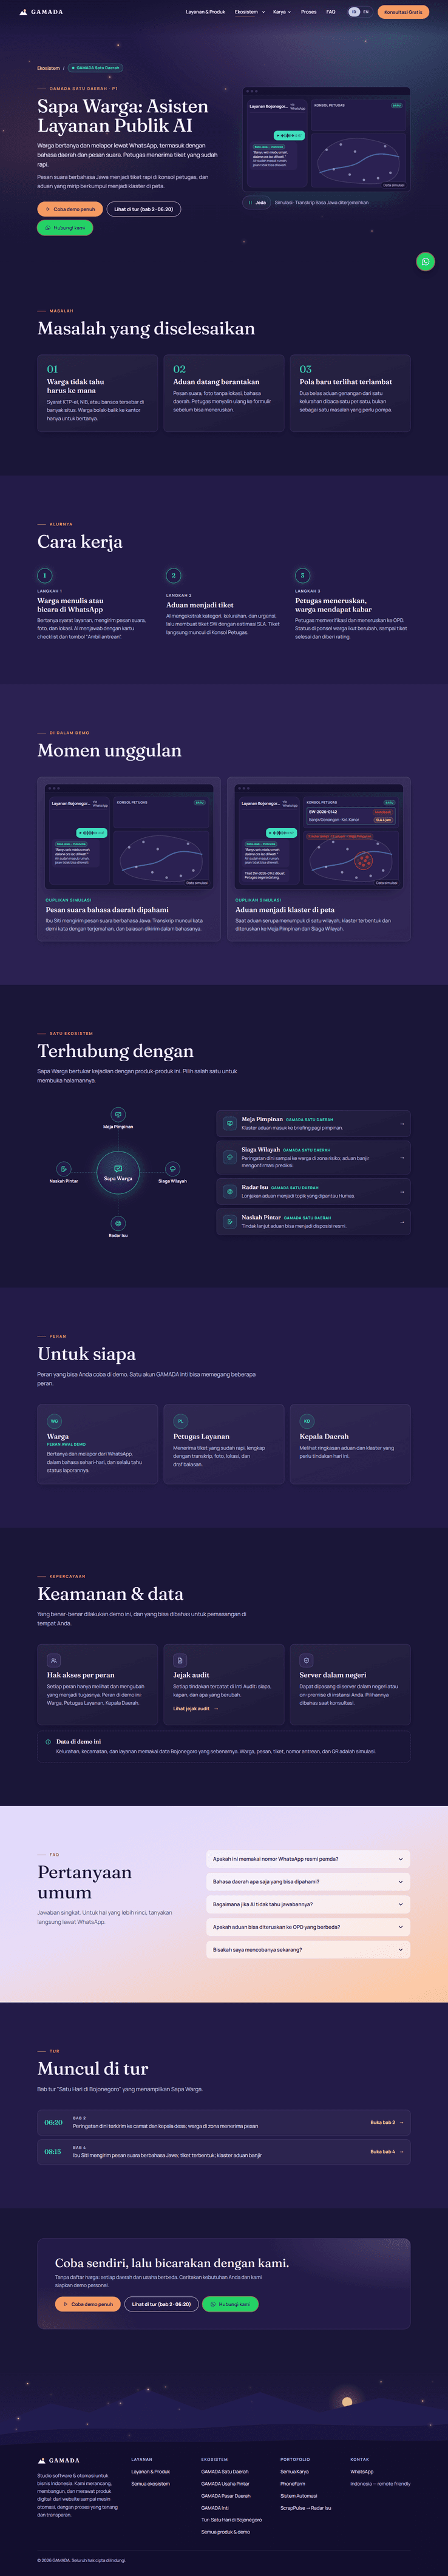 GAMADA
Layanan & Produk
Ekosistem
Karya
Proses
FAQ
ID
EN
Konsultasi Gratis
Ekosistem / GAMADA Satu Daerah
GAMADA SATU DAERAH · P1
Sapa Warga: Asisten
Layanan Publik AI
Warga bertanya dan melapor lewat WhatsApp, termasuk dengan
bahasa daerah dan pesan suara. Petugas menerima tiket yang sudah
rapi.
Pesan suara berbahasa Jawa menjadi tiket rapi di konsol petugas, dan
aduan yang mirip berkumpul menjadi klaster di peta.
Coba demo penuh
Lihat di tur (bab 2 · 06:20)
Hubungi kami
Layanan Bojonegor...
KONSOL PETUGAS
Data simulasi
Jeda
Simulasi · Transkrip Basa Jawa diterjemahkan
MASALAH
Masalah yang diselesaikan
01
Warga tidak tahu
harus ke mana
Syarat KTP-el, NIB, atau bansos tersebar di
banyak situs. Warga bolak-balik ke kantor
hanya untuk bertanya.
02
Aduan datang berantakan
Pesan suara, foto tanpa lokasi, bahasa
daerah. Petugas menyalin ulang ke formulir
sebelum bisa meneruskan.
03
Pola baru terlihat terlambat
Dua belas aduan genangan dari satu
kelurahan dibaca satu per satu, bukan
sebagai satu masalah yang perlu pompa.
ALURNYA
Cara kerja
1
LANGKAH 1
Warga menulis atau
bicara di WhatsApp
Bertanya syarat layanan, mengirim pesan suara,
foto, dan lokasi. AI menjawab dengan kartu
checklist dan tombol "Ambil antrean".
2
LANGKAH 2
Aduan menjadi tiket
AI mengekstrak kategori, kelurahan, dan urgensi,
lalu membuat tiket SW dengan estimasi SLA. Tiket
langsung muncul di Konsol Petugas.
3
LANGKAH 3
Petugas meneruskan,
warga mendapat kabar
Petugas memverifikasi dan meneruskan ke OPD.
Status di ponsel warga ikut berubah, sampai tiket
selesai dan diberi rating.
DI DALAM DEMO
Momen unggulan
Layanan Bojonegor...
KONSOL PETUGAS
Data simulasi
CUPLIKAN SIMULASI
Pesan suara bahasa daerah dipahami
Ibu Siti mengirim pesan suara berbahasa Jawa. Transkrip muncul kata
demi kata dengan terjemahan, dan balasan dikirim dalam bahasanya.
Layanan Bojonegor...
KONSOL PETUGAS
SW-2026-0142
Data simulasi
CUPLIKAN SIMULASI
Aduan menjadi klaster di peta
Saat aduan serupa menumpuk di satu wilayah, klaster terbentuk dan
diteruskan ke Meja Pimpinan dan Siaga Wilayah.
SATU EKOSISTEM
Terhubung dengan
Sapa Warga bertukar kejadian dengan produk-produk ini. Pilih salah satu untuk
membuka halamannya.
Meja Pimpinan
Naskah Pintar
Sapa Warga
Siaga Wilayah
Radar Isu
Meja Pimpinan GAMADA SATU DAERAH
Klaster aduan masuk ke briefing pagi pimpinan.
Siaga Wilayah GAMADA SATU DAERAH
Peringatan dini sampai ke warga di zona risiko; aduan banjir
mengonfirmasi prediksi.
Radar Isu GAMADA SATU DAERAH
Lonjakan aduan menjadi topik yang dipantau Humas.
Naskah Pintar GAMADA SATU DAERAH
Tindak lanjut aduan bisa menjadi disposisi resmi.
PERAN
Untuk siapa
Peran yang bisa Anda coba di demo. Satu akun GAMADA Inti bisa memegang beberapa
peran.
Warga
PERAN AWAL DEMO
Bertanya dan melapor dari WhatsApp,
dalam bahasa sehari-hari, dan selalu tahu
status laporannya.
PL
Petugas Layanan
Menerima tiket yang sudah rapi, lengkap
dengan transkrip, foto, lokasi, dan
draf balasan.
KD
Kepala Daerah
Melihat ringkasan aduan dan klaster yang
perlu tindakan hari ini.
KEPERCAYAAN
Keamanan & data
Yang benar-benar dilakukan demo ini, dan yang bisa dibahas untuk pemasangan di
tempat Anda.
Hak akses per peran
Setiap peran hanya melihat dan mengubah
yang menjadi tugasnya. Peran di demo ini:
Warga, Petugas Layanan, Kepala Daerah.
Jejak audit
Setiap tindakan tercatat di Inti Audit: siapa,
kapan, dan apa yang berubah.
Lihat jejak audit →
Server dalam negeri
Dapat dipasang di server dalam negeri atau
on-premise di instansi Anda. Pilihannya
dibahas saat konsultasi.
Data di demo ini
Kelurahan, kecamatan, dan layanan memakai data Bojonegoro yang sebenarnya. Warga, pesan, tiket, nomor antrean, dan QR adalah simulasi.
FAQ
Pertanyaan
umum
Jawaban singkat. Untuk hal yang lebih rinci, tanyakan
langsung lewat WhatsApp.
Apakah ini memakai nomor WhatsApp resmi pemda?
Bahasa daerah apa saja yang bisa dipahami?
Bagaimana jika AI tidak tahu jawabannya?
Apakah aduan bisa diteruskan ke OPD yang berbeda?
Bisakah saya mencobanya sekarang?
TUR
Muncul di tur
Bab tur "Satu Hari di Bojonegoro" yang menampilkan Sapa Warga.
06:20
BAB 2
Peringatan dini terkirim ke camat dan kepala desa; warga di zona menerima pesan
Buka bab 2 →
08:15
BAB 4
Ibu Siti mengirim pesan suara berbahasa Jawa; tiket terbentuk; klaster aduan banjir
Buka bab 4 →
Coba sendiri, lalu bicarakan dengan kami.
Tanpa daftar harga: setiap daerah dan usaha berbeda. Ceritakan kebutuhan Anda dan kami
siapkan demo personal.
Coba demo penuh
Lihat di tur (bab 2 · 06:20)
Hubungi kami
GAMADA
Studio software & otomasi untuk
bisnis Indonesia. Kami merancang,
membangun, dan merawat produk
digital: dari website sampai mesin
otomasi, dengan proses yang tenang
dan transparan.
LAYANAN
Layanan & Produk
Semua ekosistem
EKOSISTEM
GAMADA Satu Daerah
GAMADA Usaha Pintar
GAMADA Pasar Daerah
GAMADA Inti
Tur: Satu Hari di Bojonegoro
Semua produk & demo
PORTOFOLIO
Semua Karya
PhoneFarm
Sistem Automasi
ScrapPulse → Radar Isu
KONTAK
WhatsApp
Indonesia — remote friendly
© 2026 GAMADA. Seluruh hak cipta dilindungi.